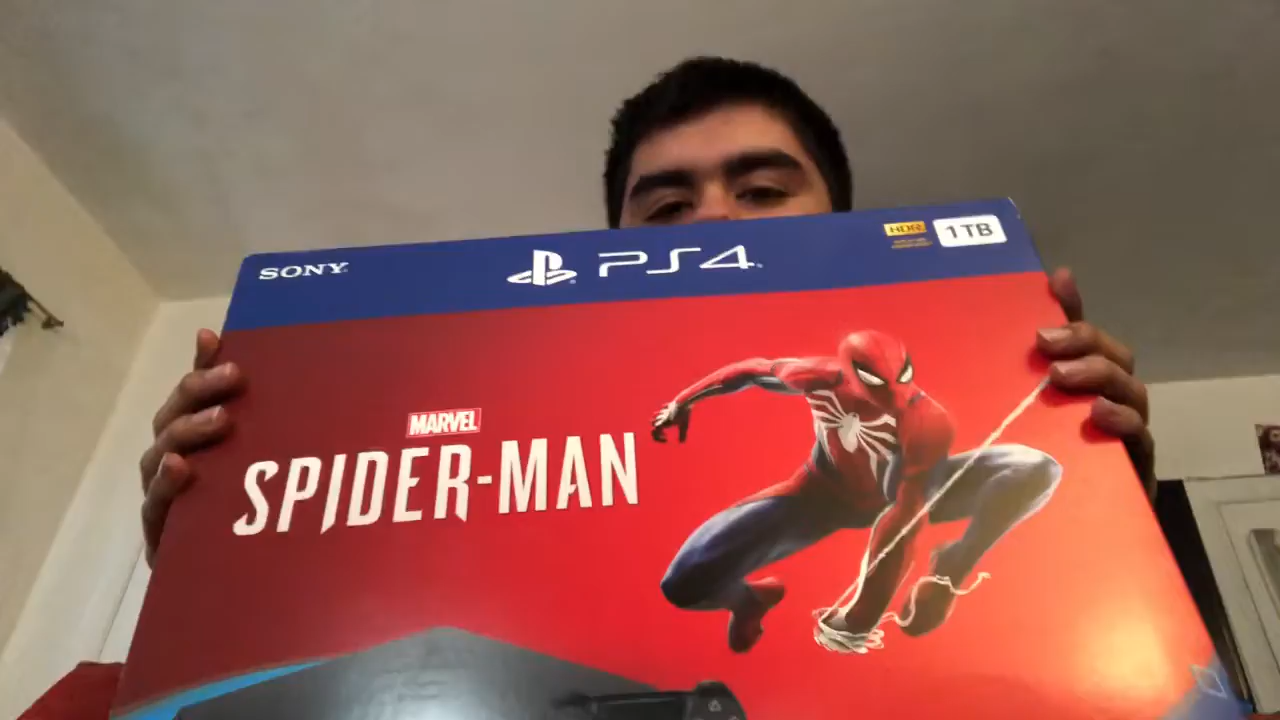 SONY
PS4
HDR
1TB
MARVEL
SPIDER-MAN